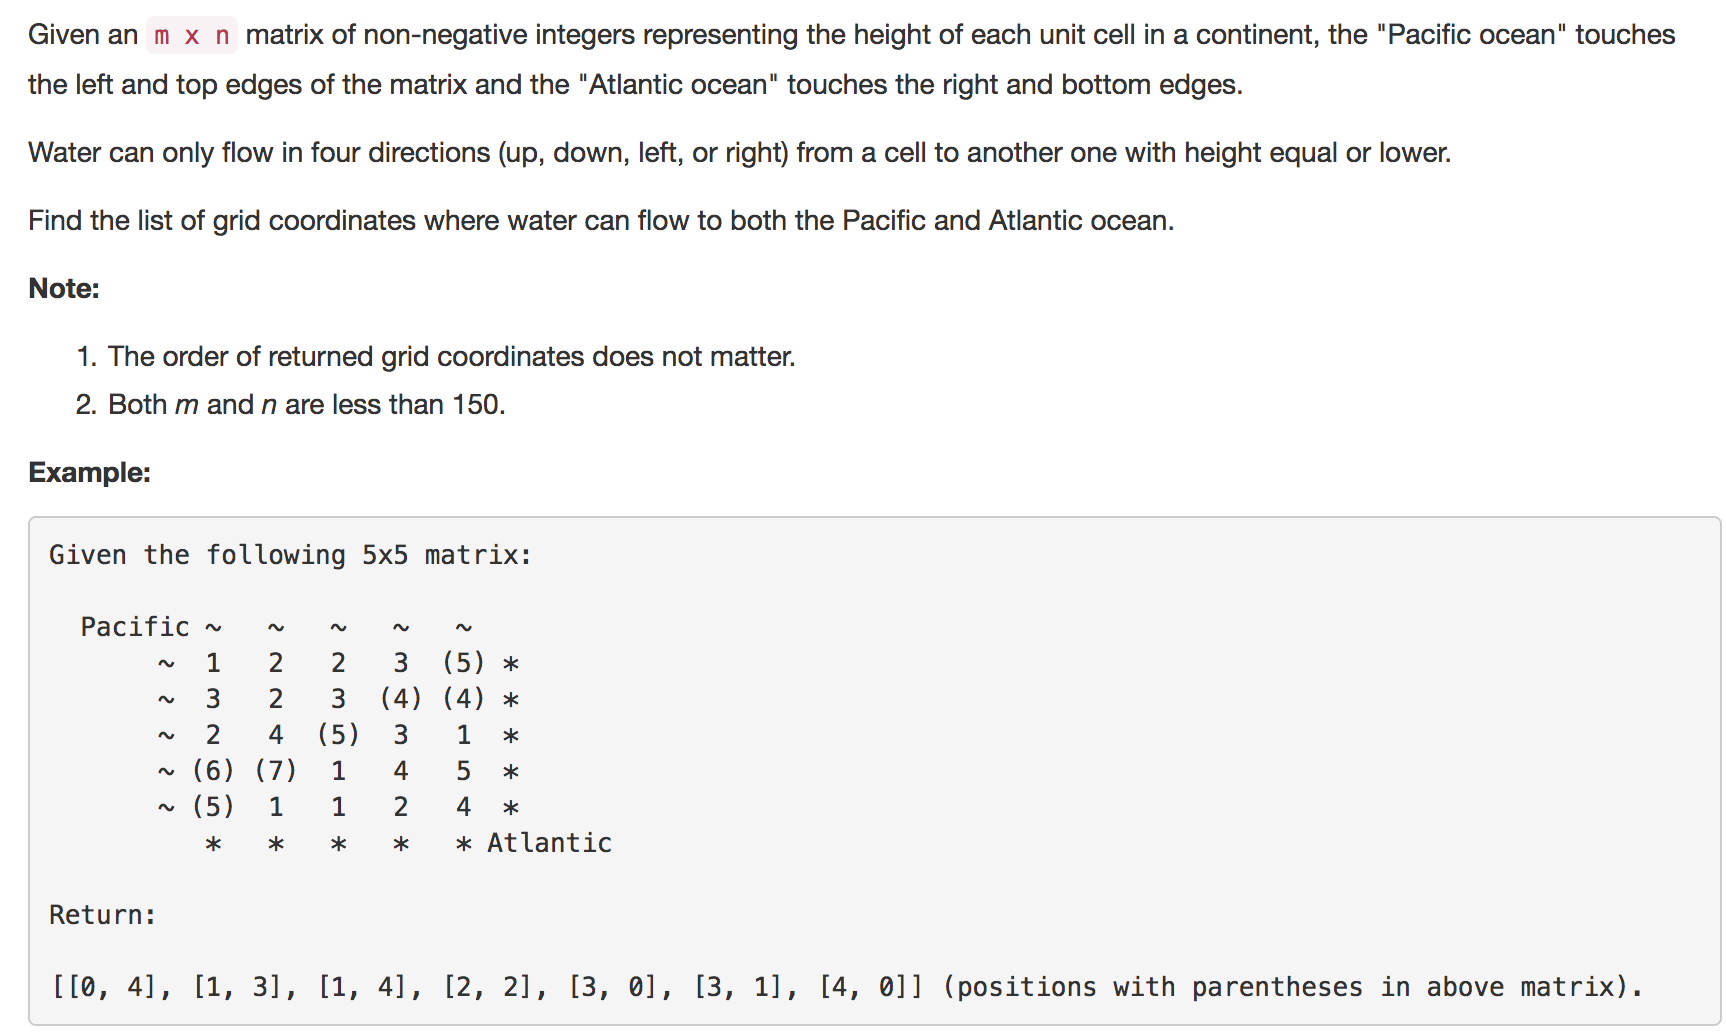 Given an m x n matrix of non-negative integers representing the height of each unit cell in a continent, the "Pacific ocean" touches
the left and top edges of the matrix and the "Atlantic ocean" touches the right and bottom edges.
Water can only flow in four directions (up, down, left, or right) from a cell to another one with height equal or lower.
Find the list of grid coordinates where water can flow to both the Pacific and Atlantic ocean.
Note:
1. The order of returned grid coordinates does not matter.
2. Both m and n are less than 150.
Example:
Given the following 5x5 matrix:
  Pacific ~   ~   ~   ~   ~
       ~  1   2   2   3  (5) *
       ~  3   2   3  (4) (4) *
       ~  2   4  (5)  3   1  *
       ~ (6) (7)  1   4   5  *
       ~ (5)  1   1   2   4  *
          *   *   *   *   * Atlantic
Return:
[[0, 4], [1, 3], [1, 4], [2, 2], [3, 0], [3, 1], [4, 0]] (positions with parentheses in above matrix).